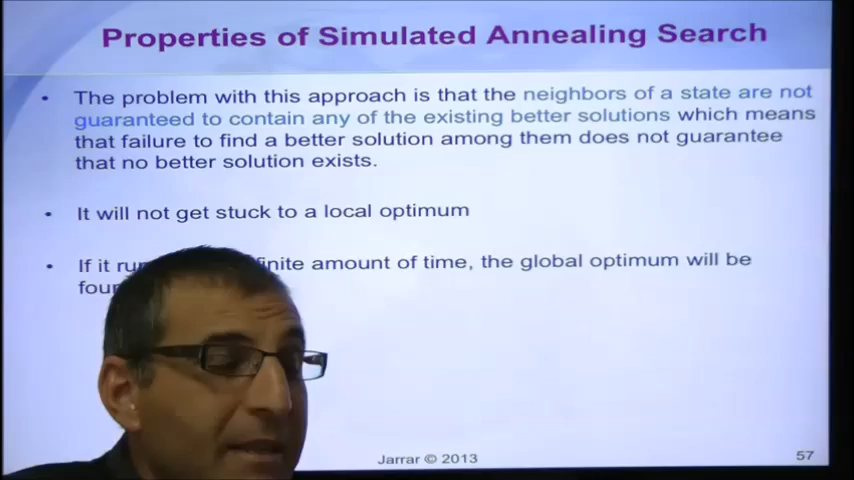 Properties of Simulated Annealing Search
• The problem with this approach is that the neighbors of a state are not
guaranteed to contain any of the existing better solutions which means
that failure to find a better solution among them does not guarantee
that no better solution exists.
• It will not get stuck to a local optimum
• If it amount of time, the global optimum will be
Jarrar © 2013
57